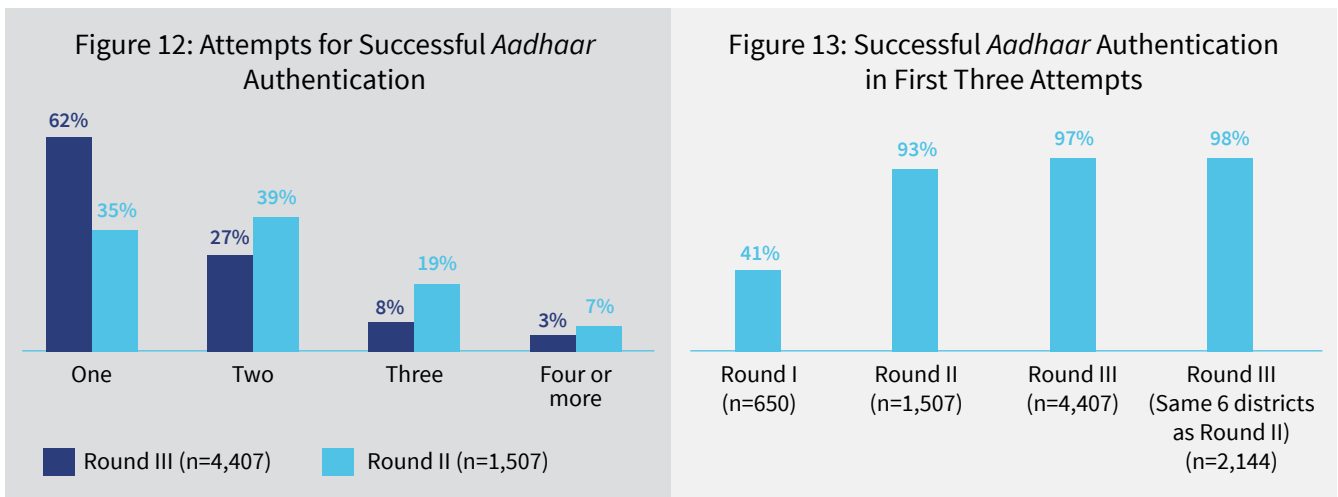 Figure 12: Attempts for Successful Aadhaar
Authentication
62%
35%
27%
39%
8%
19%
3%
7%
One
Two
Three
Four or
more
Round III (n=4,407)
Round II (n=1,507)
Figure 13: Successful Aadhaar Authentication
in First Three Attempts
41%
93%
97%
98%
Round I
(n=650)
Round II
(n=1,507)
Round III
(n=4,407)
Round III
(Same 6 districts
as Round II)
(n=2,144)